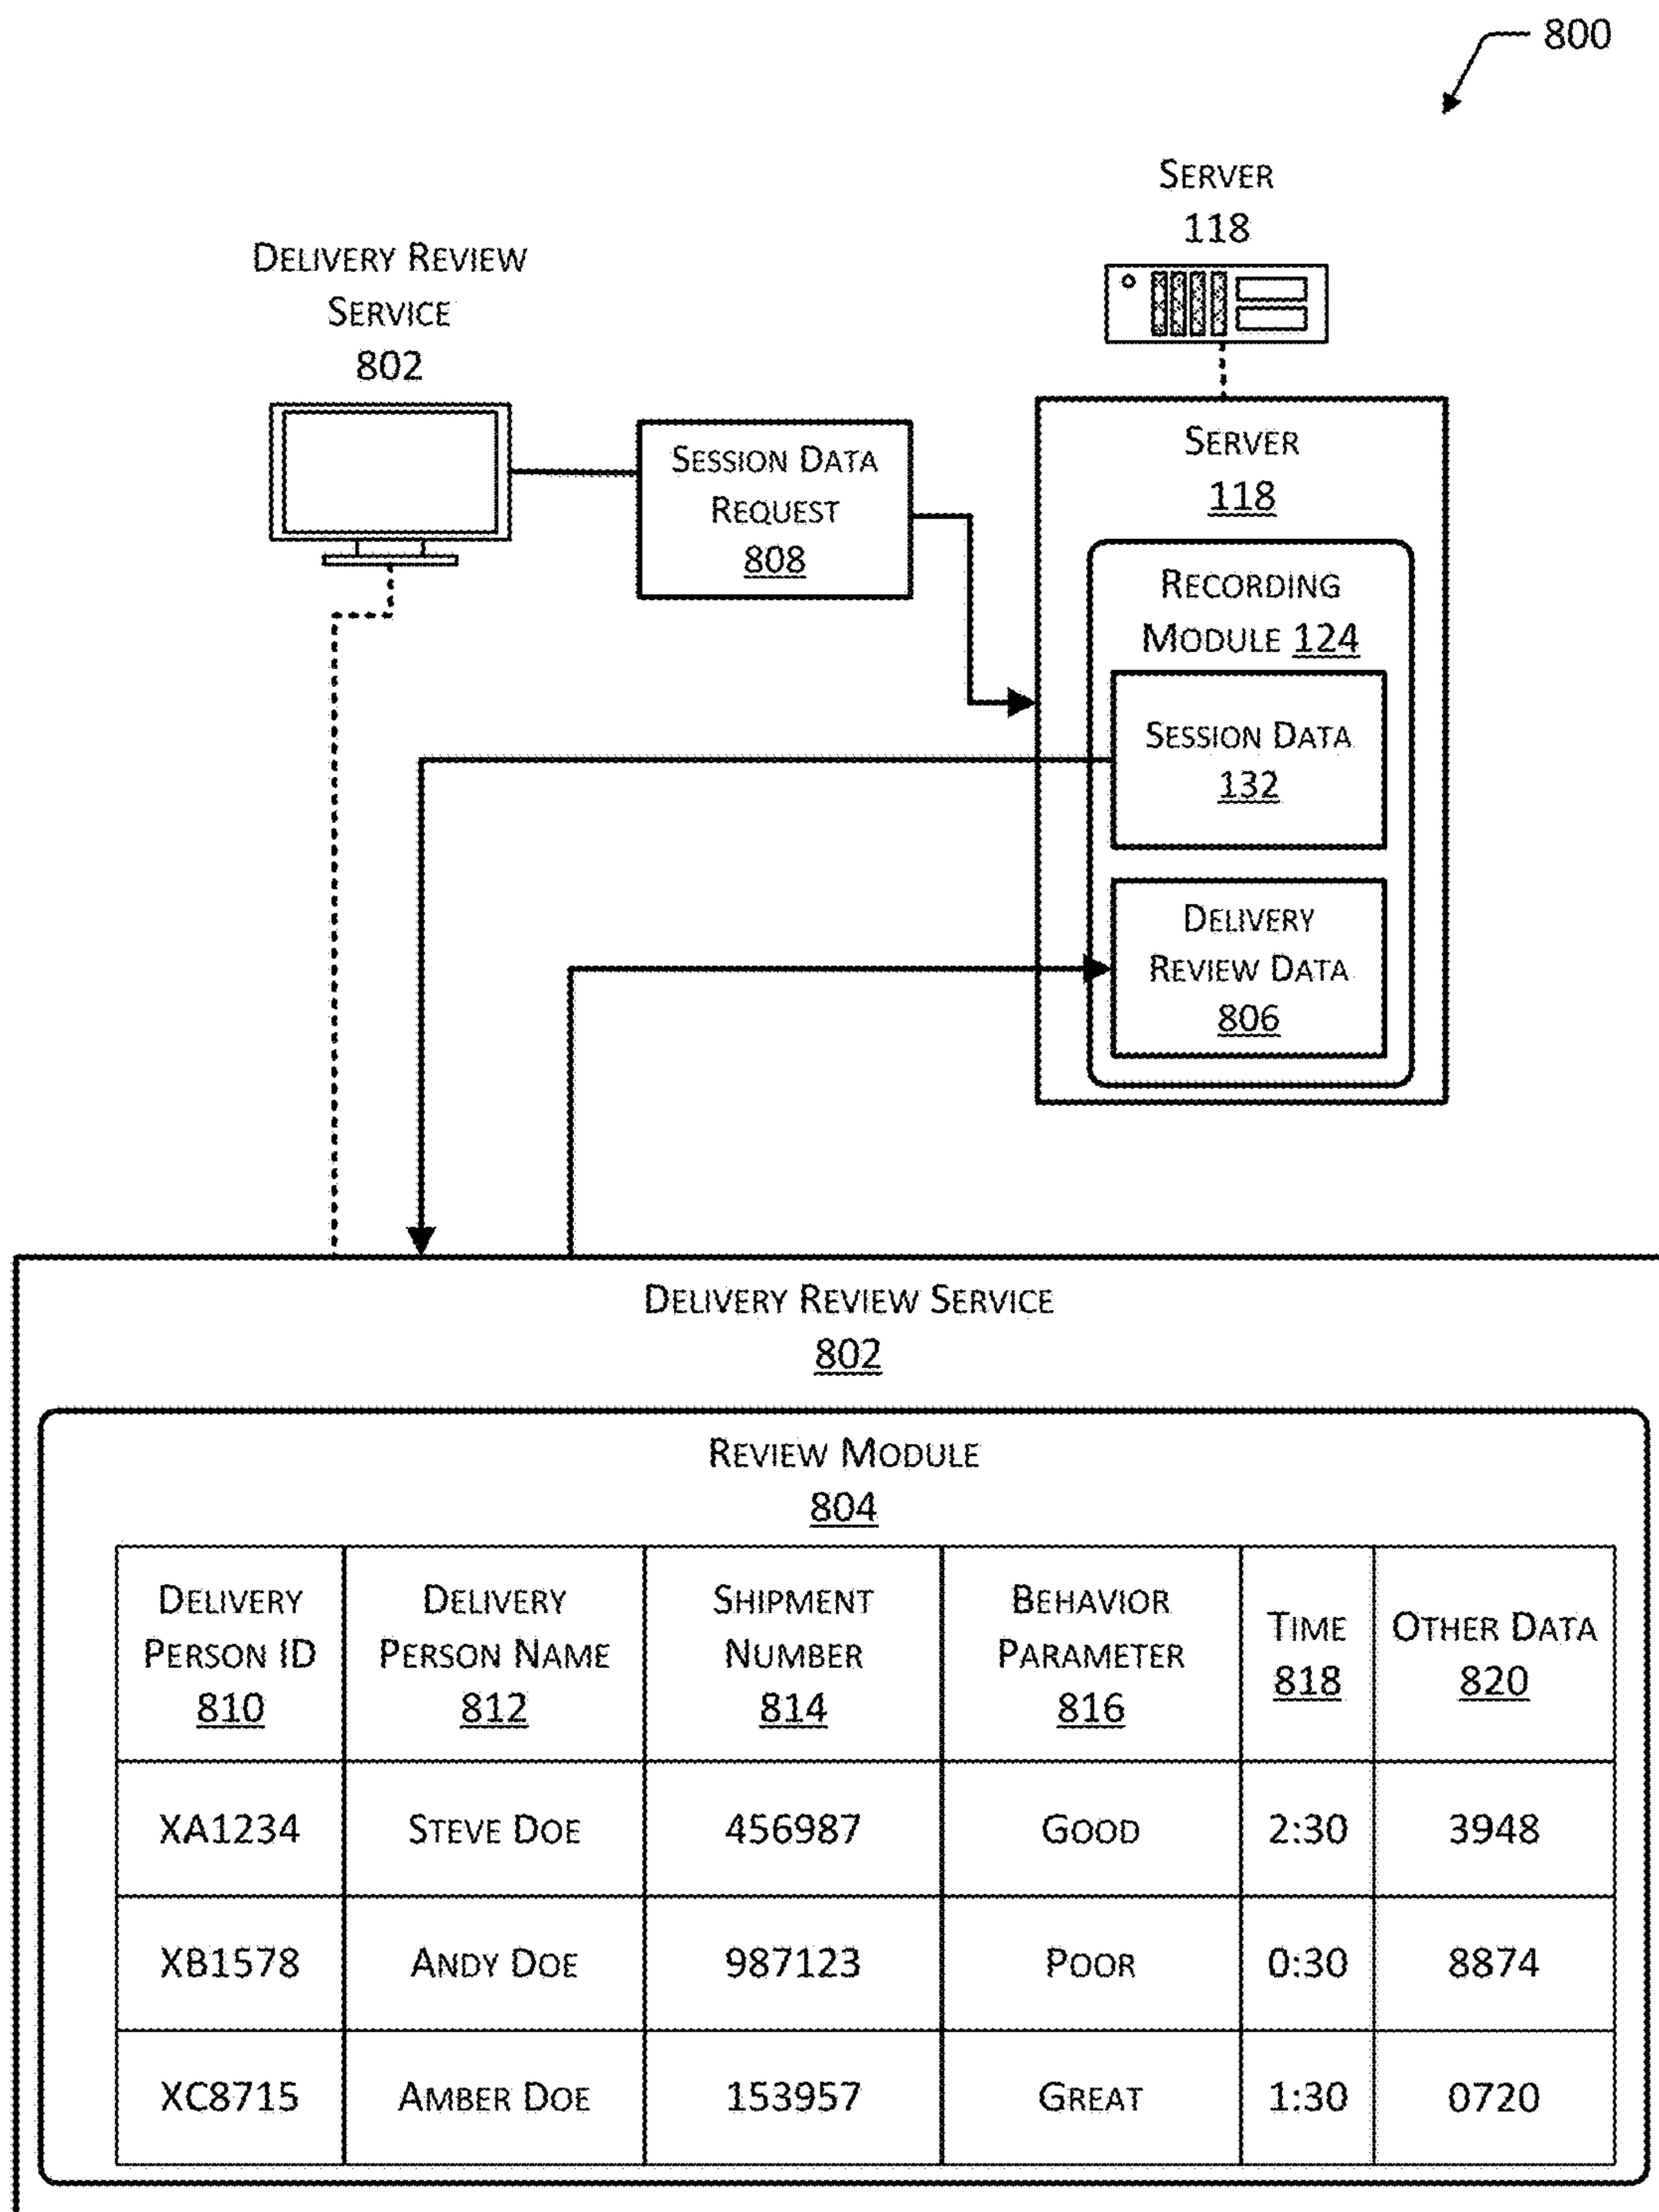 800
SERVER
118
DELIVERY REVIEW
SERVICE
802
SESSION DATA
REQUEST
808
SERVER
118
RECORDING
MODULE 124
SESSION DATA
132
DELIVERY
REVIEW DATA
806
DELIVERY REVIEW SERVICE
802
REVIEW MODULE
804
DELIVERY
PERSON ID
810
DELIVERY
PERSON NAME
812
SHIPMENT
NUMBER
814
BEHAVIOR
PARAMETER
816
TIME
818
OTHER DATA
820
XA1234 STEVE DOE 456987 GOOD 2:30 3948
XB1578 ANDY DOE 987123 POOR 0:30 8874
XC8715 AMBER DOE 153957 GREAT 1:30 0720